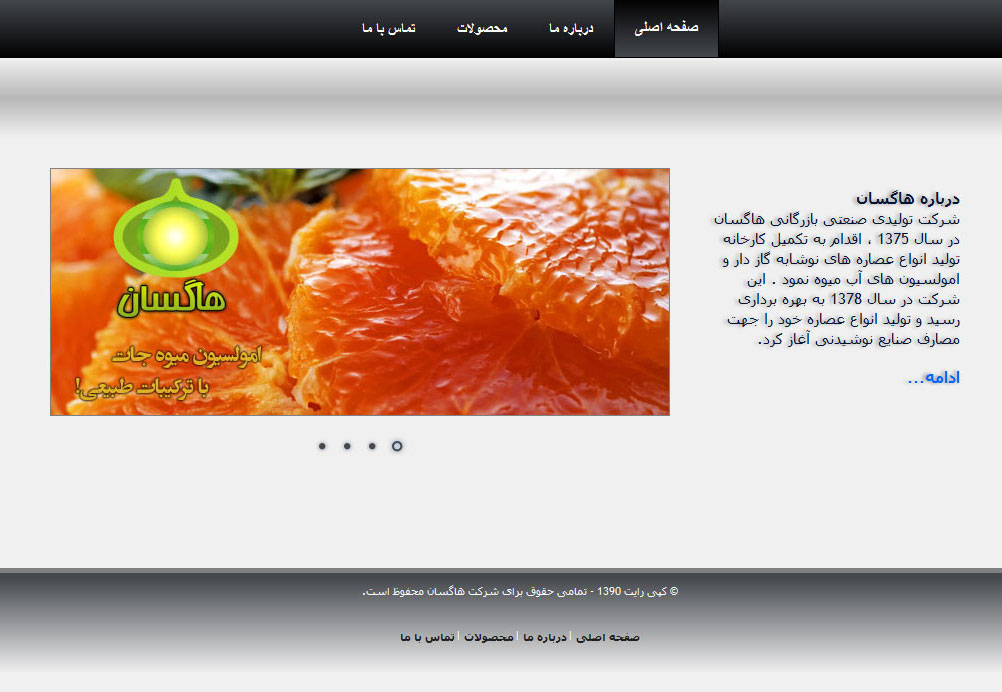 صفحه اصلی
درباره ما
محصولات
تماس با ما
درباره هاگسان
شرکت تولیدی صنعتی بازرگانی هاگسان
در سال 1375 ، اقدام به تکمیل کارخانه
تولید انواع عصاره های نوشابه گاز دار و
امولسیون های آب میوه نمود . این
شرکت در سال 1378 به بهره برداری
رسید و تولید انواع عصاره خود را جهت
مصارف صنایع نوشیدنی آغاز کرد.
ادامه...
هاگسان
امولسیون میوه جات
با ترکیبات طبیعی!
© کپی رایت 1390 - تمامی حقوق برای شرکت هاگسان محفوظ است.
صفحه اصلی | درباره ما | محصولات | تماس با ما